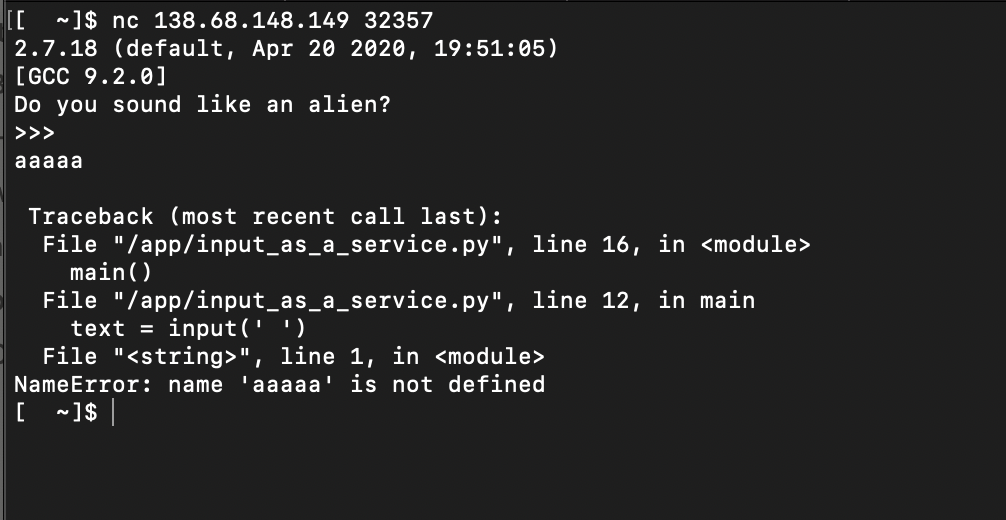 [[  ~]$ nc 138.68.148.149 32357
2.7.18 (default, Apr 20 2020, 19:51:05)
[GCC 9.2.0]
Do you sound like an alien?
>>>
aaaaa
 Traceback (most recent call last):
  File "/app/input_as_a_service.py", line 16, in <module>
    main()
  File "/app/input_as_a_service.py", line 12, in main
    text = input(' ')
  File "<string>", line 1, in <module>
NameError: name 'aaaaa' is not defined
[  ~]$